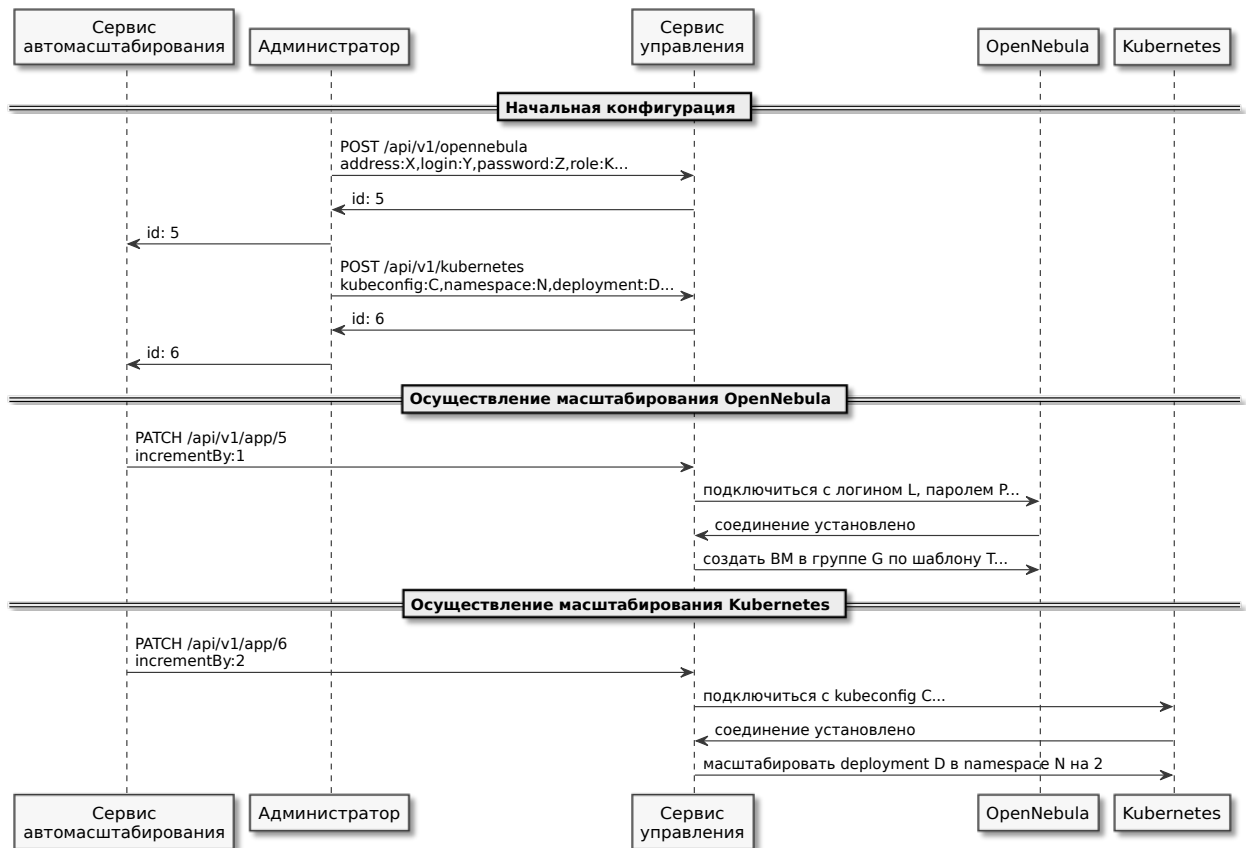 Сервис
автомасштабирования
Администратор
Сервис
управления
OpenNebula
Kubernetes
Начальная конфигурация
POST /api/v1/opennebula
address:X,login:Y,password:Z,role:K...
id: 5
id: 5
POST /api/v1/kubernetes
kubeconfig:C,namespace:N,deployment:D...
id: 6
id: 6
Осуществление масштабирования OpenNebula
PATCH /api/v1/app/5
incrementBy:1
подключиться с логином L, паролем P...
соединение установлено
создать ВМ в группе G по шаблону T...
Осуществление масштабирования Kubernetes
PATCH /api/v1/app/6
incrementBy:2
подключиться с kubeconfig C...
соединение установлено
масштабировать deployment D в namespace N на 2
Сервис
автомасштабирования
Администратор
Сервис
управления
OpenNebula
Kubernetes